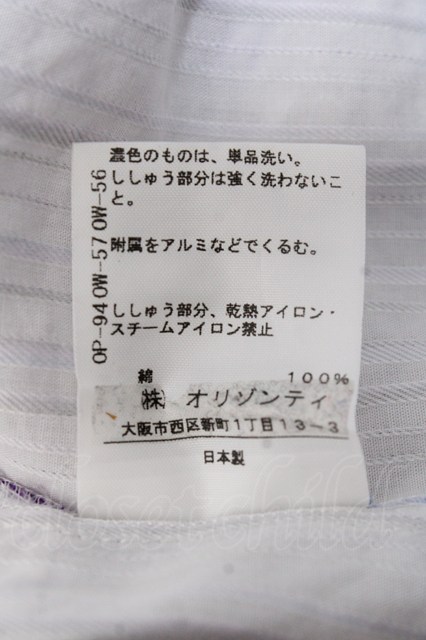 濃色のものは、単品洗い。
ししゅう部分は強く洗わないこ
と。
附属をアルミなどでくるむ。
ししゅう部分、乾熱アイロン・
スチームアイロン禁止
綿 100%
㈱ オリゾンティ
大阪市西区新町1丁目13-3
日本製
OP-94 OW-57 OW-56
closet child